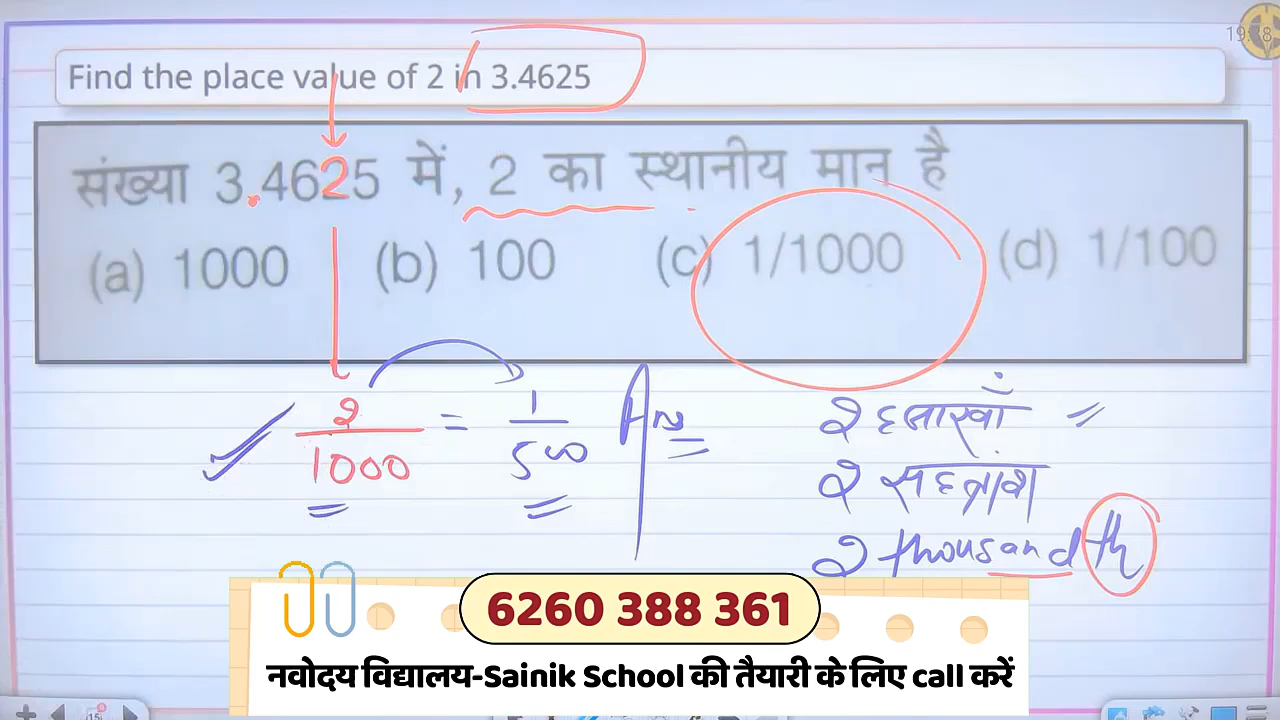 Find the place value of 2 in 3.4625
संख्या 3.4625 में, 2 का स्थानीय मान है
(a) 1000 (b) 100 (c) 1/1000 (d) 1/100
2/1000 = 1/500 Ans
2 हजारवाँ
2 सहस्रांश
2 thousandth
6260 388 361
नवोदय विद्यालय-Sainik School की तैयारी के लिए call करें